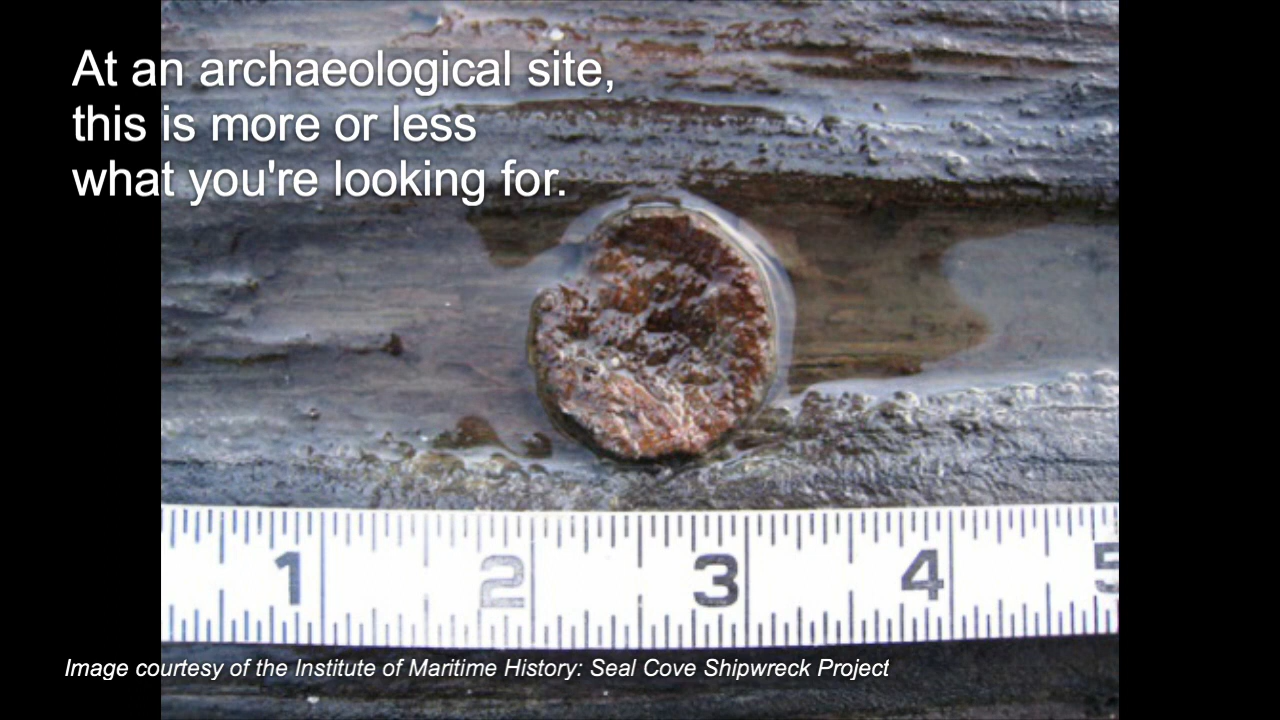 At an archaeological site,
this is more or less
what you're looking for.
1 2 3 4 5
Image courtesy of the Institute of Maritime History: Seal Cove Shipwreck Project